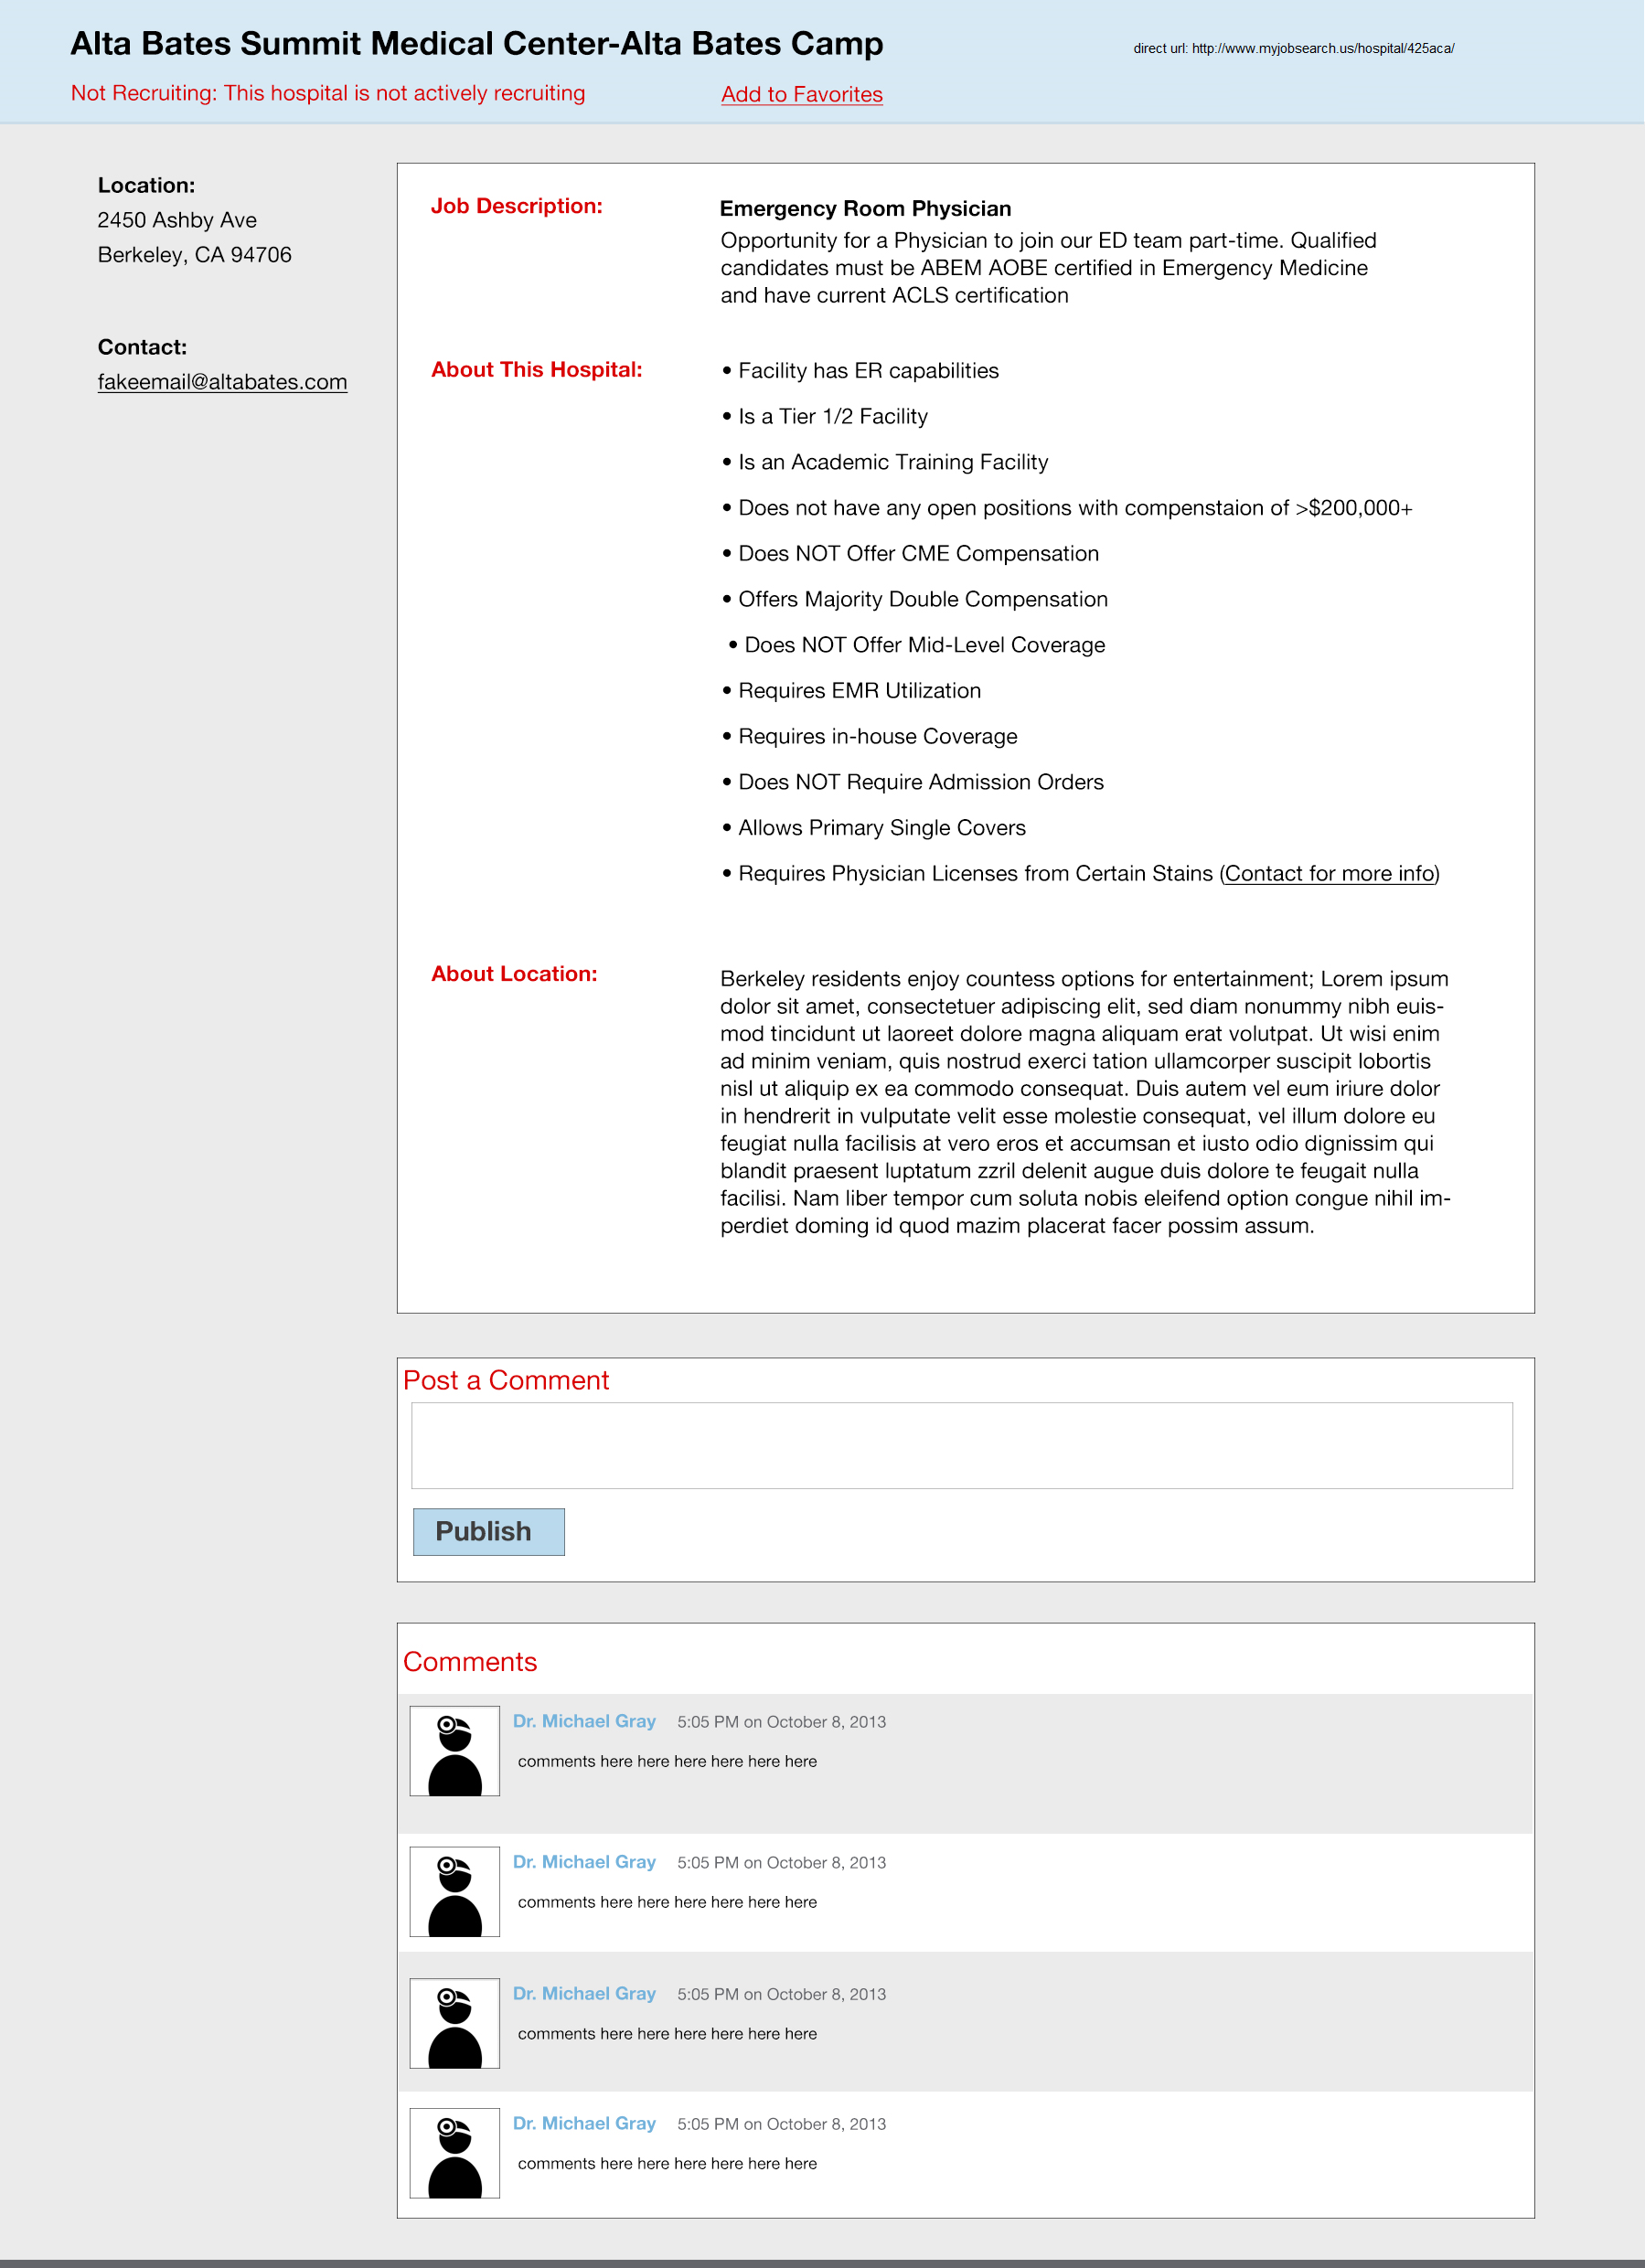 Alta Bates Summit Medical Center-Alta Bates Camp
direct url: http://www.myjobsearch.us/hospital/425aca/
Not Recruiting: This hospital is not actively recruiting
Add to Favorites
Location:
2450 Ashby Ave
Berkeley, CA 94706
Contact:
fakeemail@altabates.com
Job Description:
Emergency Room Physician
Opportunity for a Physician to join our ED team part-time. Qualified
candidates must be ABEM AOBE certified in Emergency Medicine
and have current ACLS certification
About This Hospital:
• Facility has ER capabilities
• Is a Tier 1/2 Facility
• Is an Academic Training Facility
• Does not have any open positions with compenstaion of >$200,000+
• Does NOT Offer CME Compensation
• Offers Majority Double Compensation
• Does NOT Offer Mid-Level Coverage
• Requires EMR Utilization
• Requires in-house Coverage
• Does NOT Require Admission Orders
• Allows Primary Single Covers
• Requires Physician Licenses from Certain Stains (Contact for more info)
About Location:
Berkeley residents enjoy countess options for entertainment; Lorem ipsum
dolor sit amet, consectetuer adipiscing elit, sed diam nonummy nibh euis-
mod tincidunt ut laoreet dolore magna aliquam erat volutpat. Ut wisi enim
ad minim veniam, quis nostrud exerci tation ullamcorper suscipit lobortis
nisl ut aliquip ex ea commodo consequat. Duis autem vel eum iriure dolor
in hendrerit in vulputate velit esse molestie consequat, vel illum dolore eu
feugiat nulla facilisis at vero eros et accumsan et iusto odio dignissim qui
blandit praesent luptatum zzril delenit augue duis dolore te feugait nulla
facilisi. Nam liber tempor cum soluta nobis eleifend option congue nihil im-
perdiet doming id quod mazim placerat facer possim assum.
Post a Comment
Publish
Comments
Dr. Michael Gray 5:05 PM on October 8, 2013
comments here here here here here here
Dr. Michael Gray 5:05 PM on October 8, 2013
comments here here here here here here
Dr. Michael Gray 5:05 PM on October 8, 2013
comments here here here here here here
Dr. Michael Gray 5:05 PM on October 8, 2013
comments here here here here here here